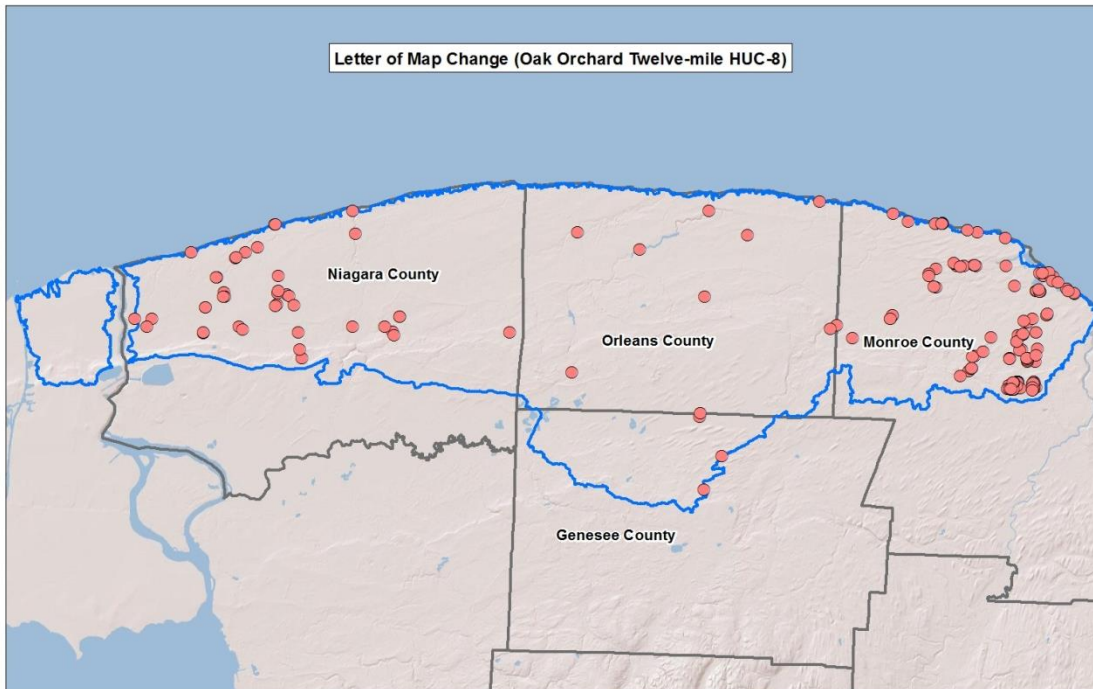 Letter of Map Change (Oak Orchard Twelve-mile HUC-8)
Niagara County
Orleans County
Monroe County
Genesee County